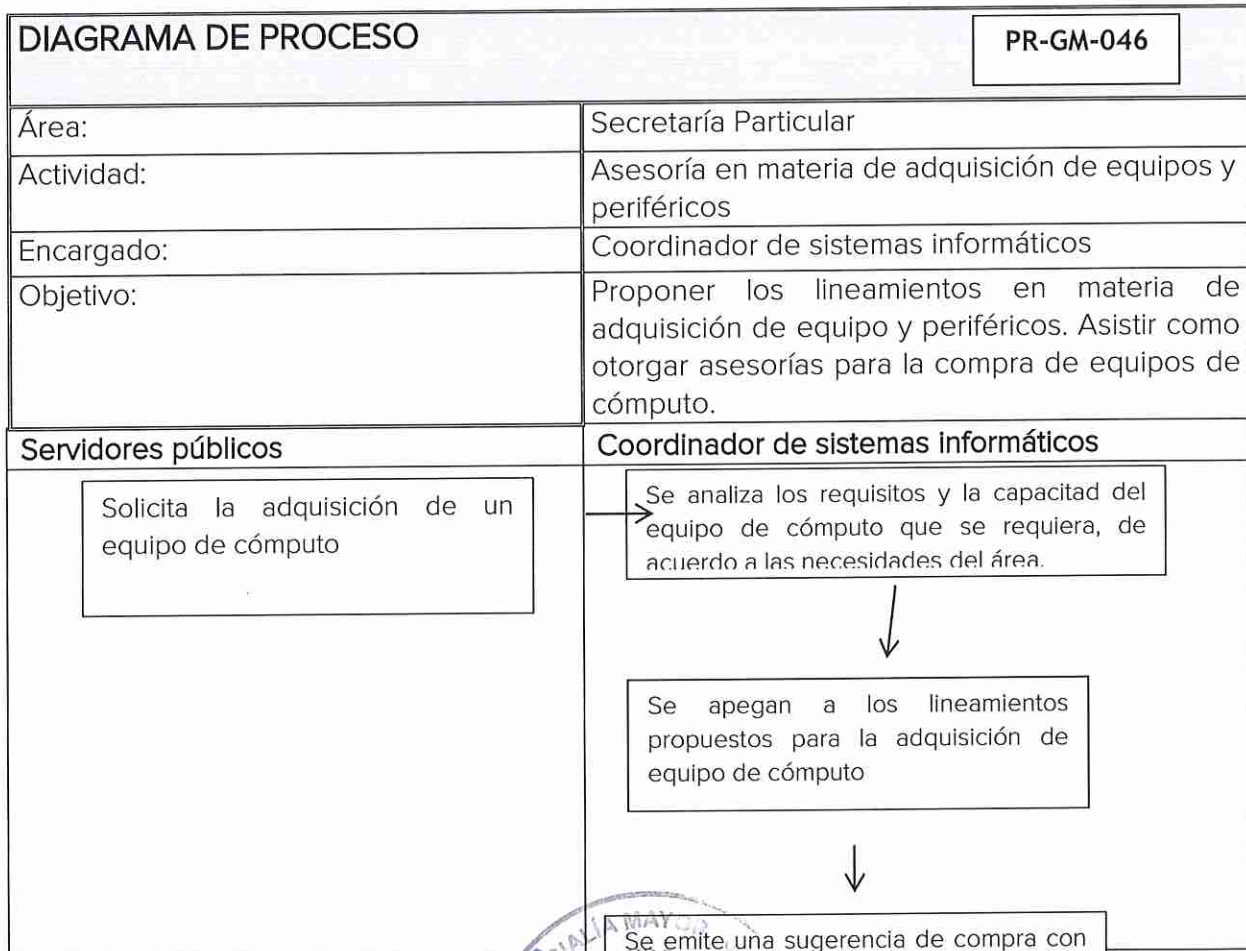 DIAGRAMA DE PROCESO
PR-GM-046
Área:
Secretaría Particular
Actividad:
Asesoría en materia de adquisición de equipos y
periféricos
Encargado:
Coordinador de sistemas informáticos
Objetivo:
Proponer los lineamientos en materia de
adquisición de equipo y periféricos. Asistir como
otorgar asesorías para la compra de equipos de
cómputo.
Servidores públicos
Coordinador de sistemas informáticos
Solicita la adquisición de un
equipo de cómputo
Se analiza los requisitos y la capacitad del
equipo de cómputo que se requiera, de
acuerdo a las necesidades del área.
Se apegan a los lineamientos
propuestos para la adquisición de
equipo de cómputo
Se emite una sugerencia de compra con